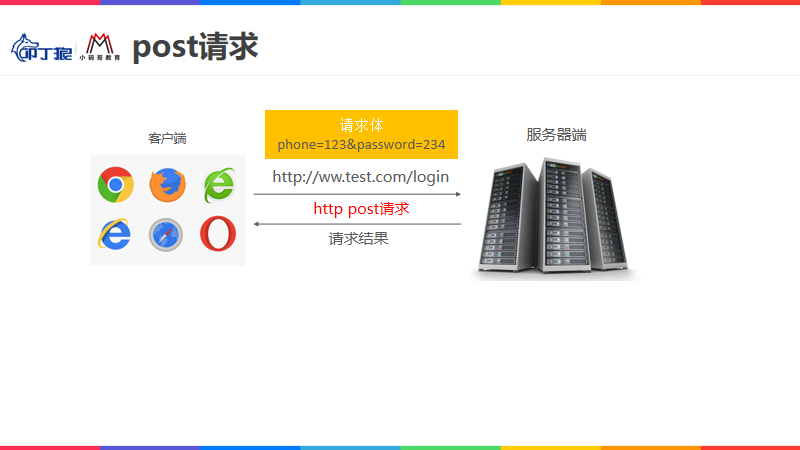 叩丁狼
小码哥教育
post请求
客户端
请求体
phone=123&password=234
服务器端
http://ww.test.com/login
http post请求
请求结果